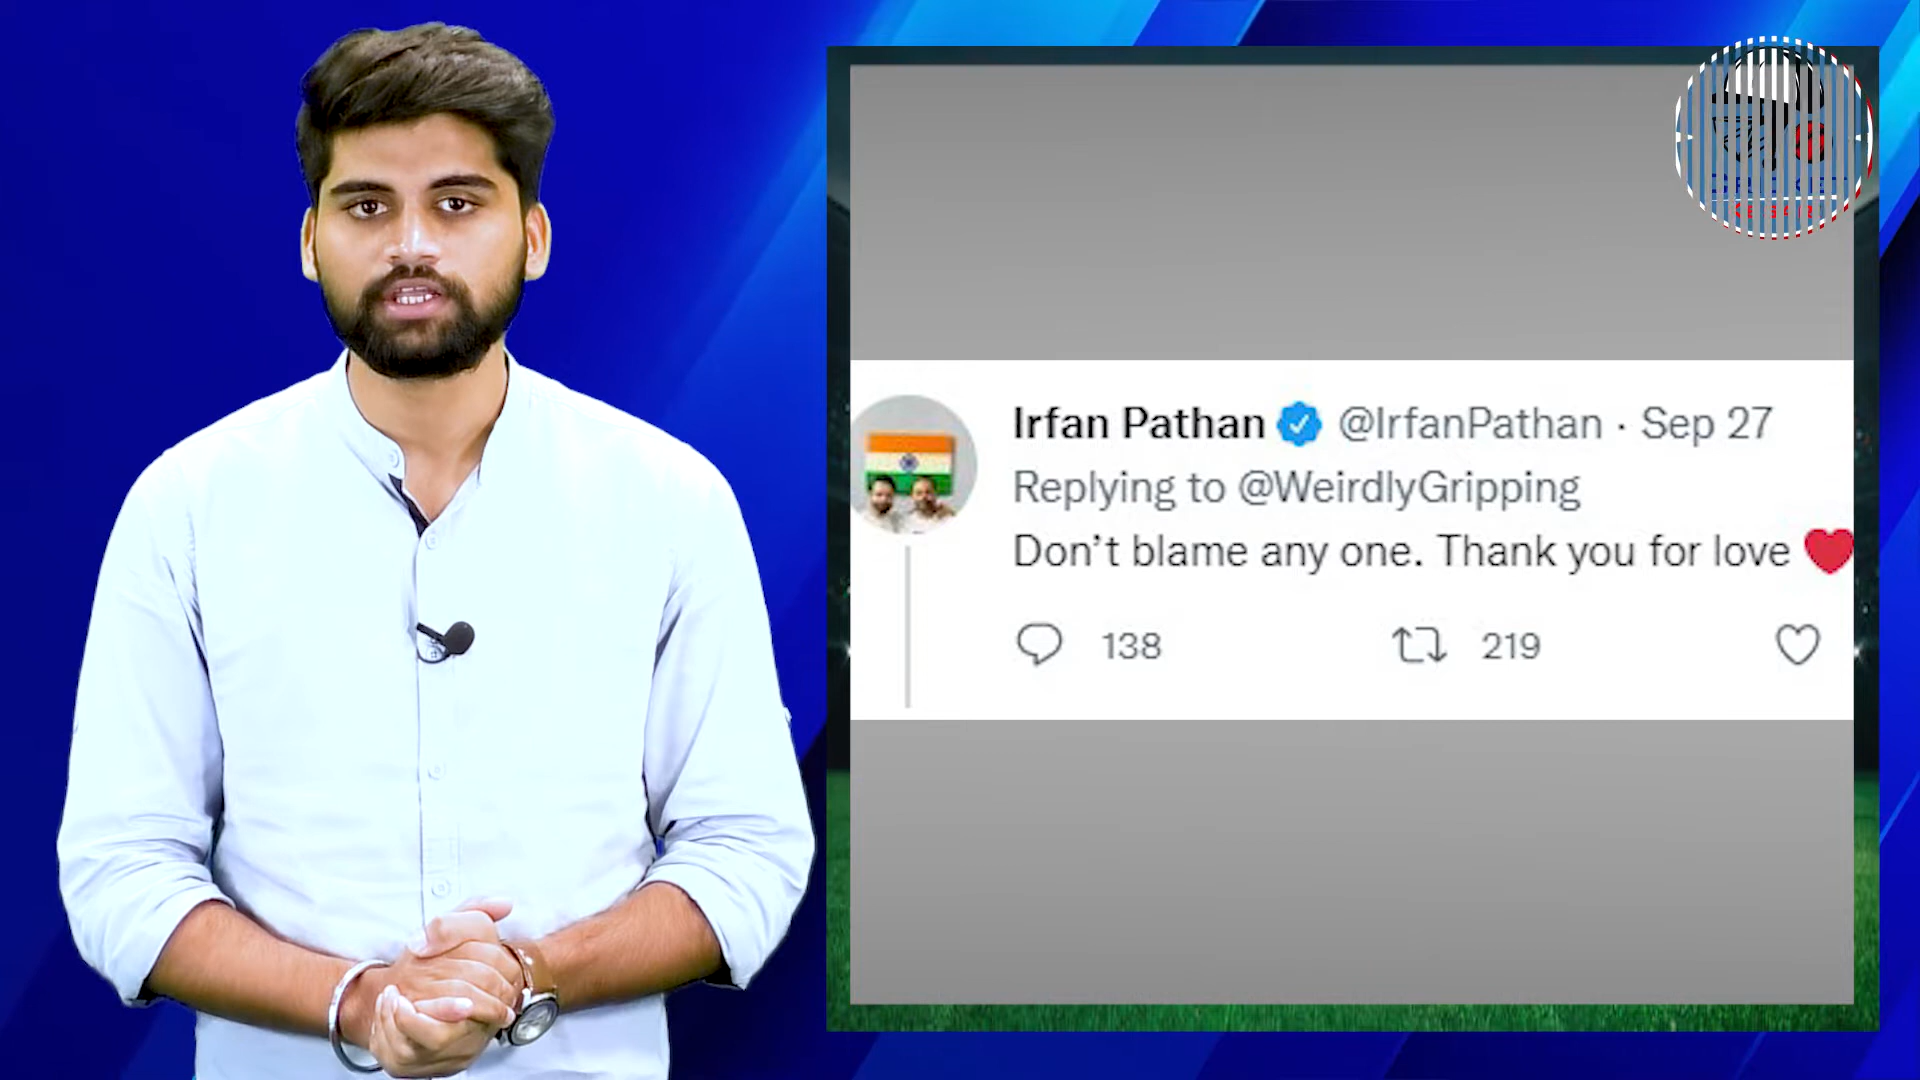 Irfan Pathan @IrfanPathan · Sep 27
Replying to @WeirdlyGripping
Don’t blame any one. Thank you for love
138 219